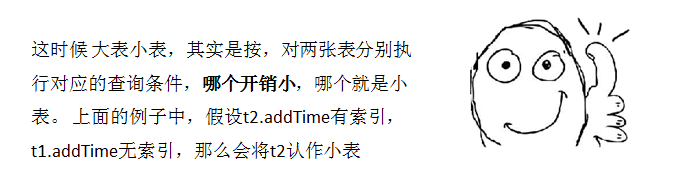 这时候 大表小表，其实是按，对两张表分别执
行对应的查询条件，哪个开销小，哪个就是小
表。 上面的例子中，假设t2.addTime有索引，
t1.addTime无索引，那么会将t2认作小表